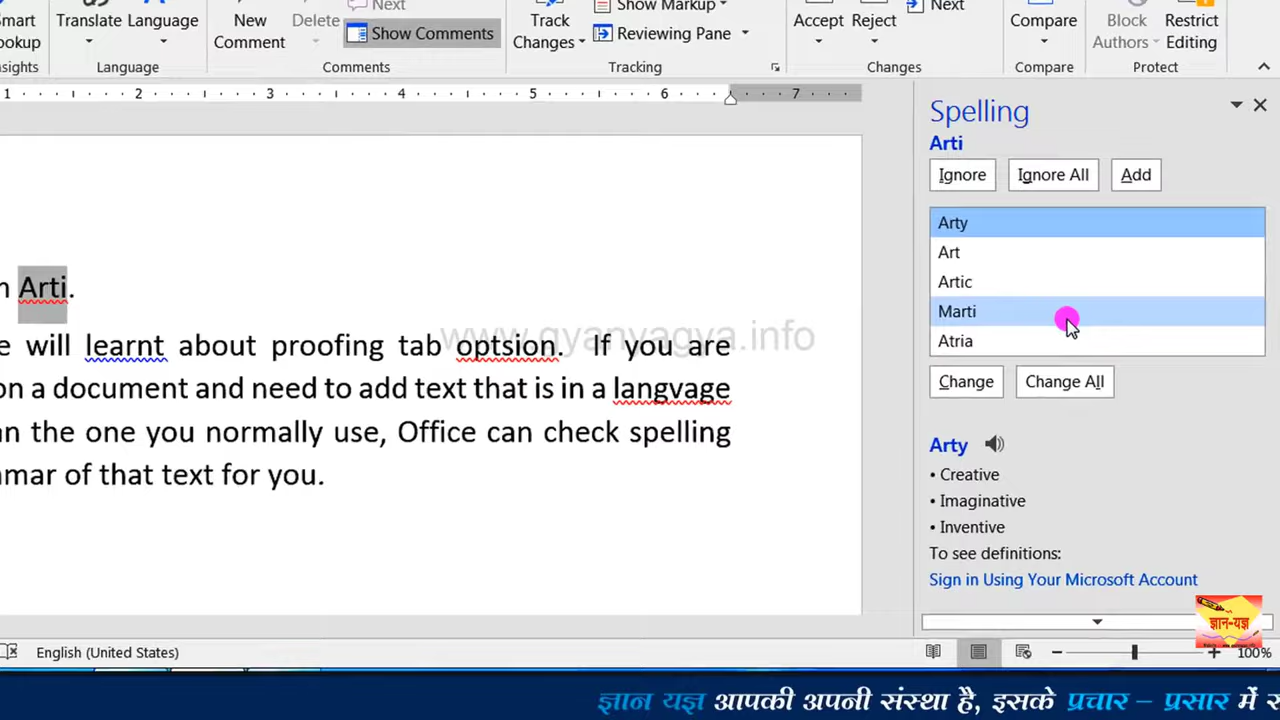 Smart
Lookup
Insights
Translate Language
Language
New
Comment
Delete
Next
Show Comments
Comments
Track
Changes
Show Markup
Reviewing Pane
Tracking
Accept Reject
Next
Changes
Compare
Compare
Block
Authors
Restrict
Editing
Protect
1 2 3 4 5 6 7
Arti.
will learnt about proofing tab optsion. If you are
on a document and need to add text that is in a langvage
the one you normally use, Office can check spelling
of that text for you.
www.gyanyagya.info
Spelling
Arti
Ignore Ignore All Add
Arty
Art
Artic
Marti
Atria
Change Change All
Arty
• Creative
• Imaginative
• Inventive
To see definitions:
Sign in Using Your Microsoft Account
ज्ञान-यज्ञ
English (United States)
100%
ज्ञान यज्ञ आपकी अपनी संस्था है, इसके प्रचार – प्रसार में